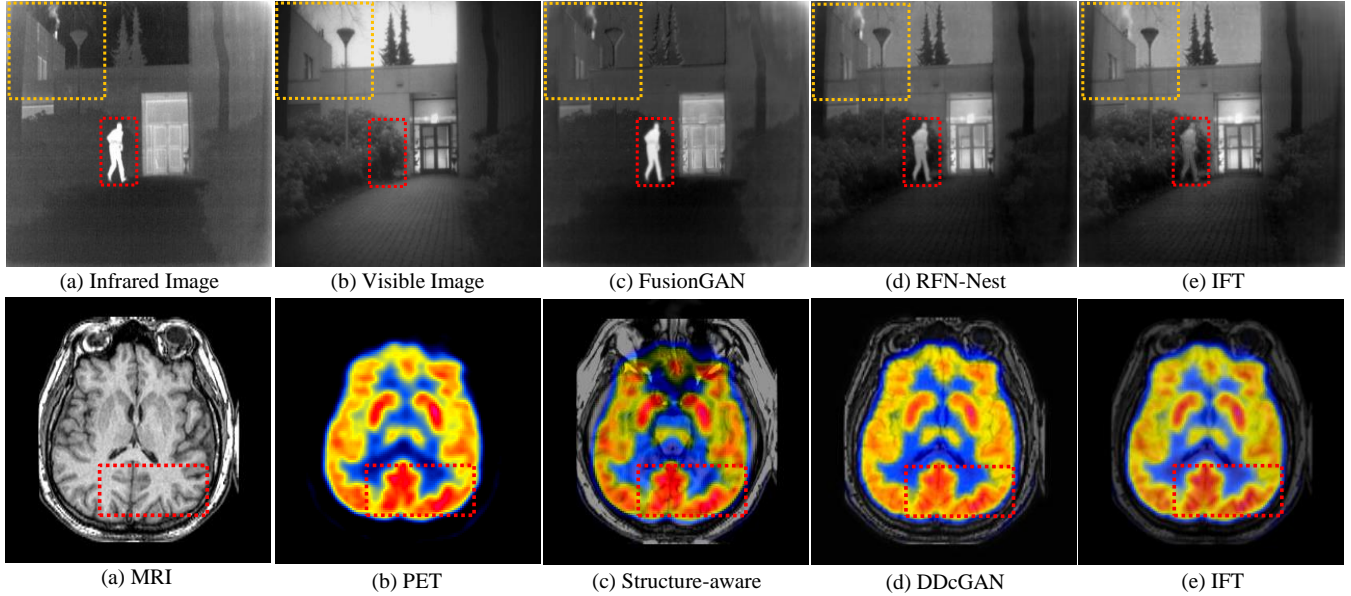 (a) Infrared Image
(b) Visible Image
(c) FusionGAN
(d) RFN-Nest
(e) IFT
(a) MRI
(b) PET
(c) Structure-aware
(d) DDcGAN
(e) IFT